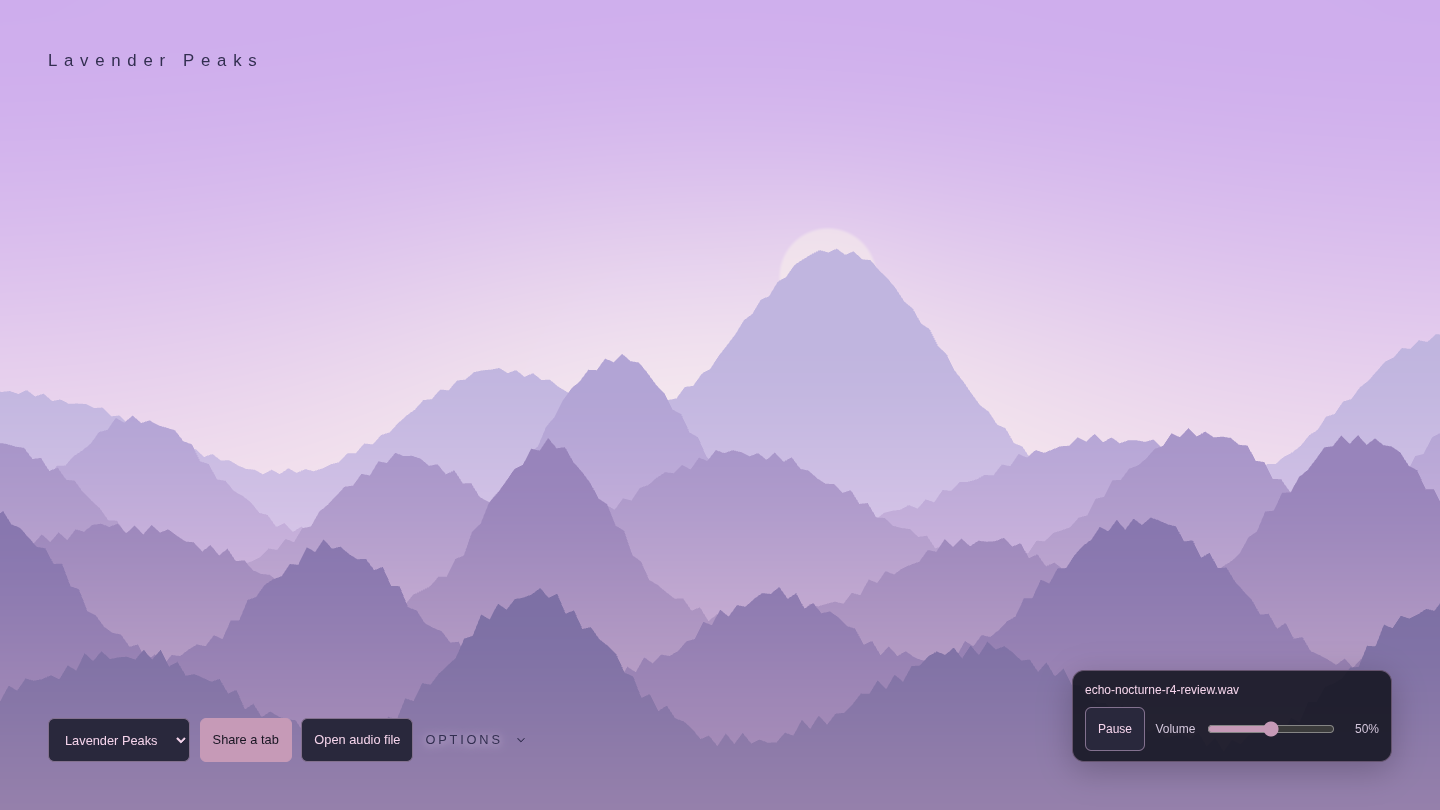 Lavender Peaks
echo-nocturne-r4-review.wav
Lavender Peaks
Share a tab
Open audio file
OPTIONS
Pause
Volume
50%